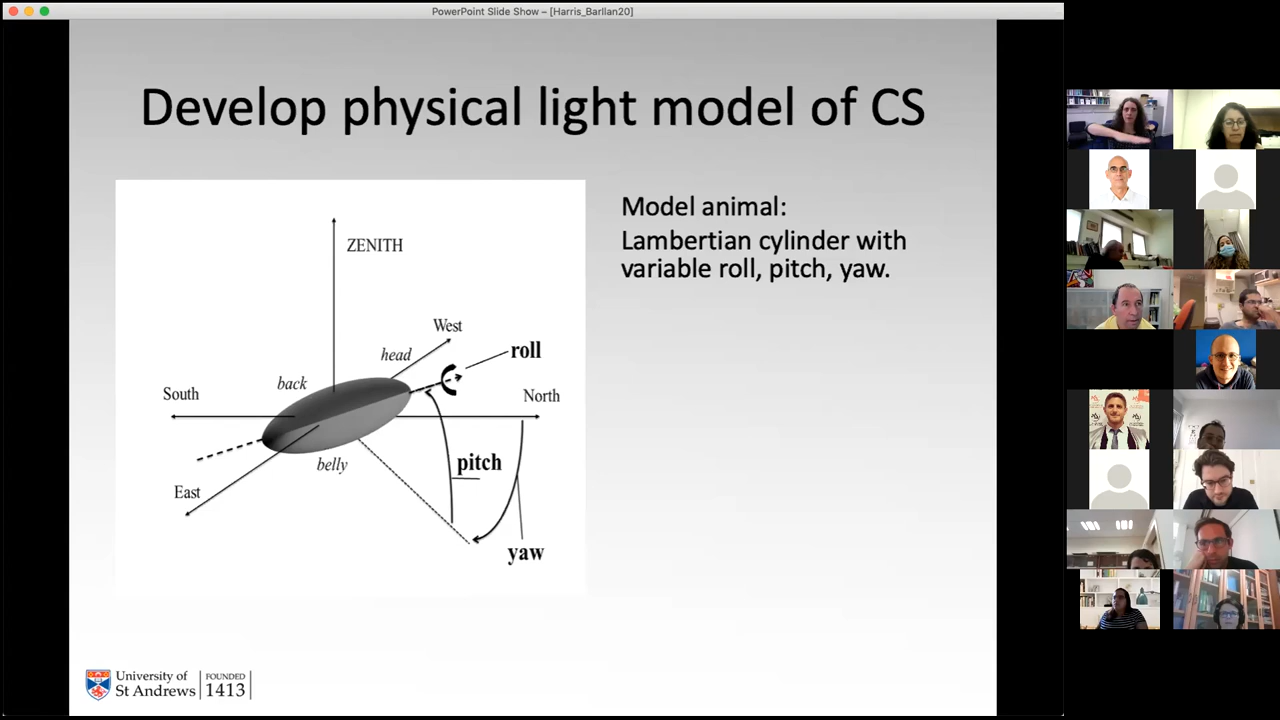 PowerPoint Slide Show – [Harris_BarIlan20]
Develop physical light model of CS
ZENITH
West
head
roll
back
South
North
belly
pitch
East
yaw
Model animal:
Lambertian cylinder with
variable roll, pitch, yaw.
University of
St Andrews
FOUNDED
1413